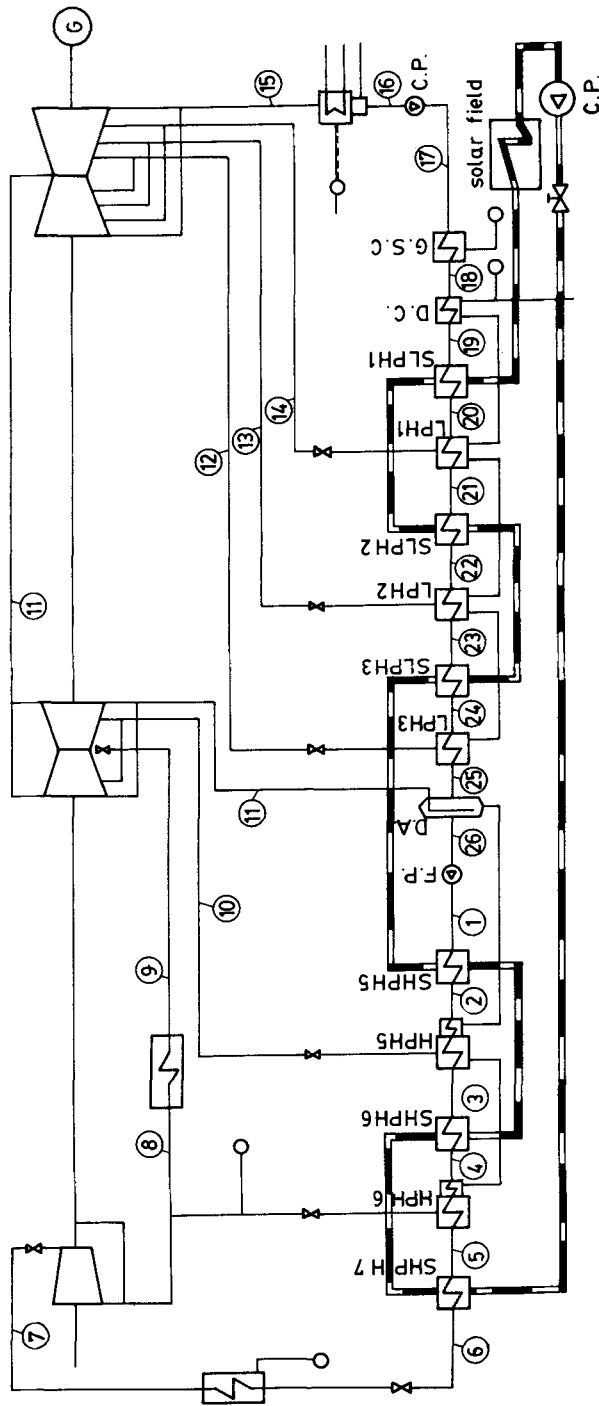 G
15
16
C.P.
17
solar field
C.P.
G.S.C
18
D.C.
19
SLPH1
20
LPH1
21
SLPH2
22
LPH2
23
SLPH3
24
LPH3
25
D.A
26
F.P.
1
SHPH5
2
HPH5
3
SHPH6
4
HPH6
5
SHPH7
6
7
8
9
10
11
11
12
13
14